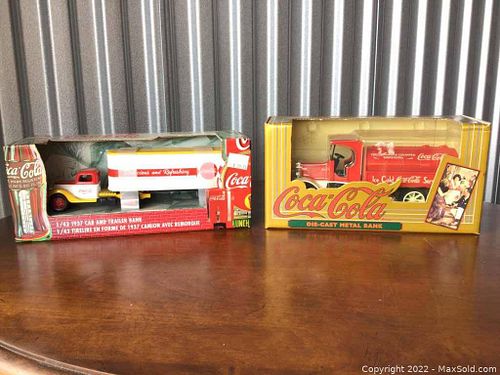 Coca-Cola
Delicious and Refreshing
Coca-Cola
1/43 1937 CAB AND TRAILER BANK
1/43 TIRELIRE EN FORME DE 1937 CAMION AVEC REMORQUE
Coca-Cola
Ice Cold Coca-Cola
Coca-Cola
DIE-CAST METAL BANK
Copyright 2022 - MaxSold.com